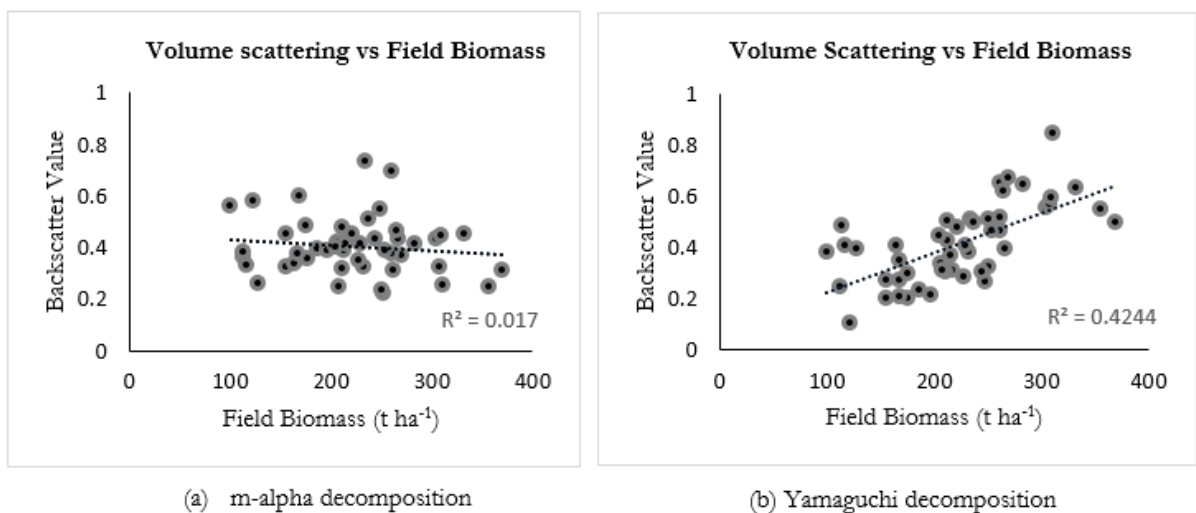 Volume scattering vs Field Biomass
1
0.8
0.6
0.4
0.2
0
Backscatter Value
R² = 0.017
0 100 200 300 400
Field Biomass (t ha⁻¹)
(a) m-alpha decomposition
Volume Scattering vs Field Biomass
1
0.8
0.6
0.4
0.2
0
Backscatter Value
R² = 0.4244
0 100 200 300 400
Field Biomass (t ha⁻¹)
(b) Yamaguchi decomposition